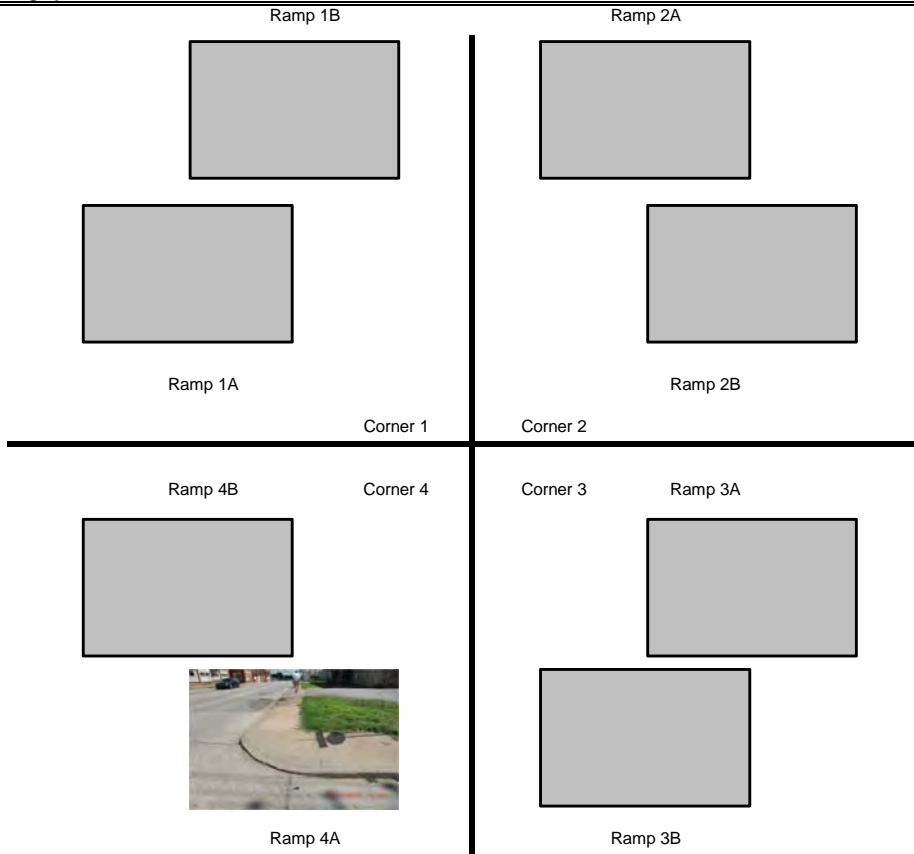 Ramp 1B Ramp 2A
Ramp 1A Ramp 2B
Corner 1 Corner 2
Ramp 4B Corner 4 Corner 3 Ramp 3A
Ramp 4A Ramp 3B